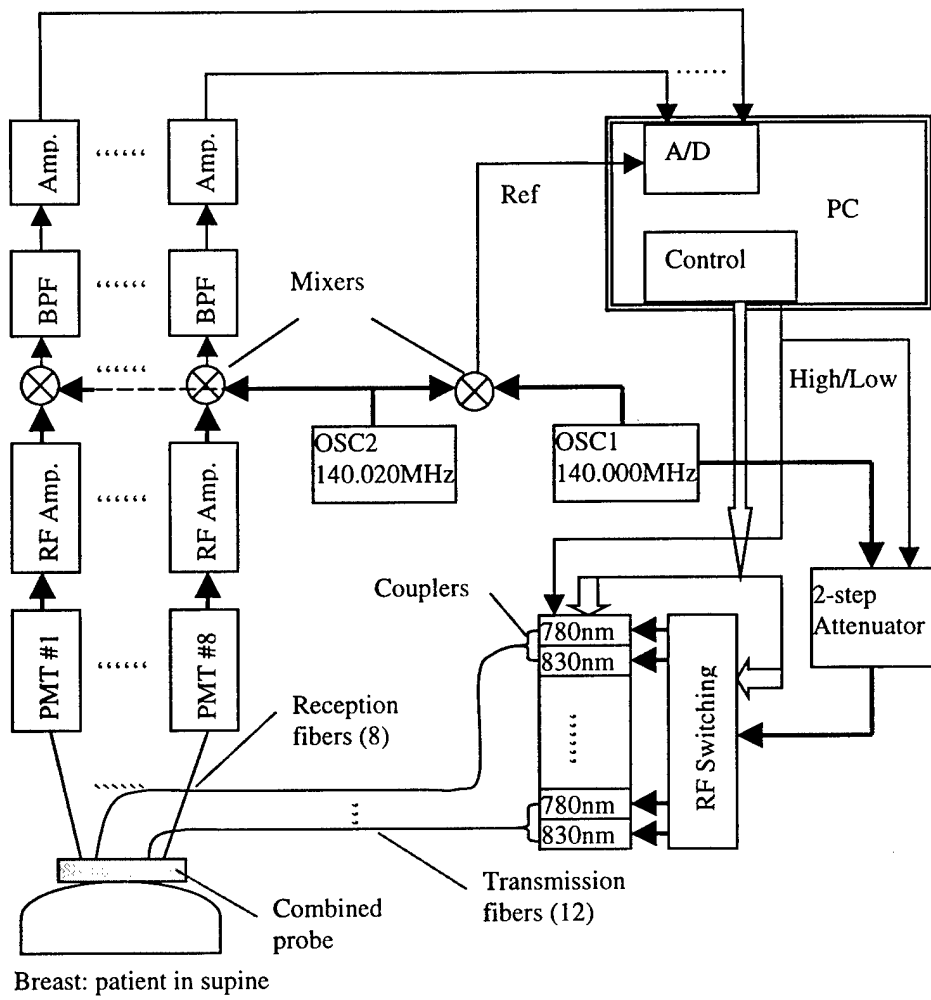 Amp.
Amp.
A/D
Ref
PC
Control
BPF
BPF
Mixers
High/Low
OSC2
140.020MHz
OSC1
140.000MHz
RF Amp.
RF Amp.
Couplers
780nm
830nm
2-step
Attenuator
PMT #1
PMT #8
RF Switching
Reception
fibers (8)
780nm
830nm
Transmission
fibers (12)
Combined
probe
Breast: patient in supine